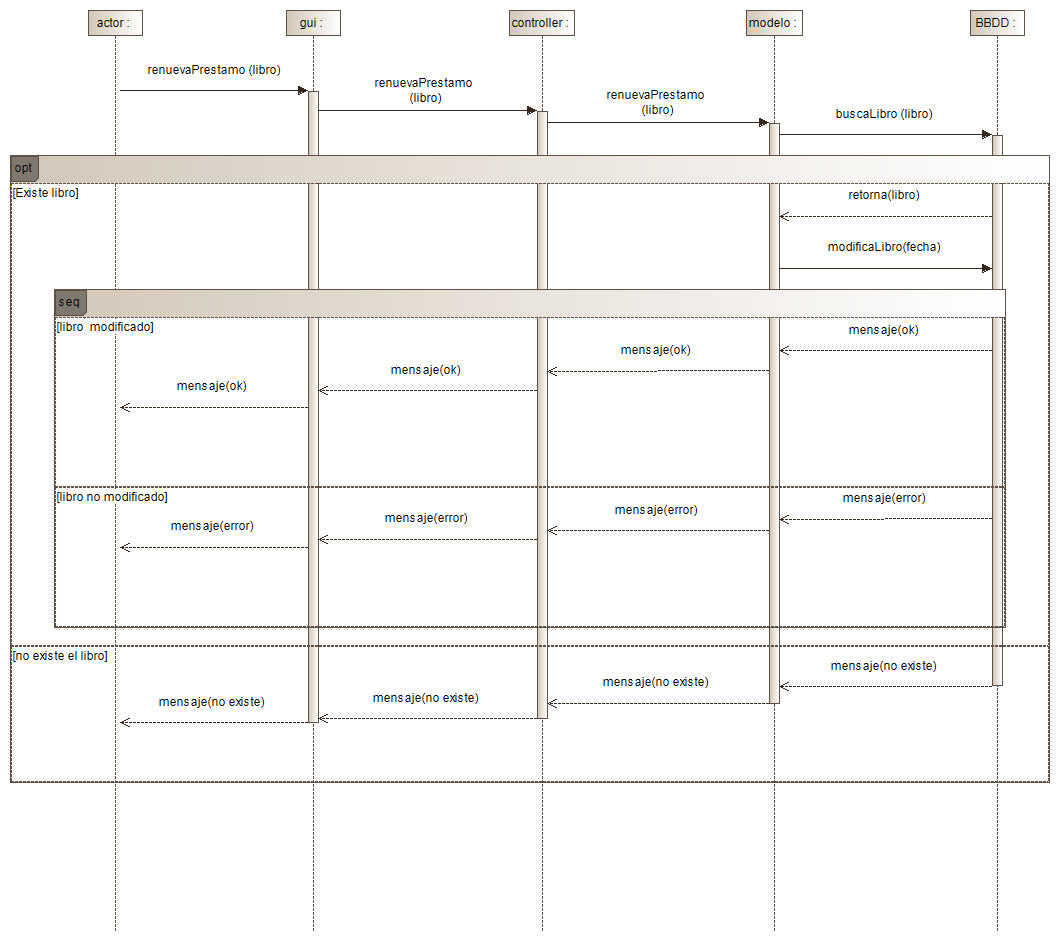 actor :
gui :
controller :
modelo :
BBDD :
renuevaPrestamo (libro)
renuevaPrestamo
(libro)
renuevaPrestamo
(libro)
buscaLibro (libro)
opt
[Existe libro]
retorna(libro)
modificaLibro(fecha)
seq
[libro modificado]
mensaje(ok)
mensaje(ok)
mensaje(ok)
mensaje(ok)
[libro no modificado]
mensaje(error)
mensaje(error)
mensaje(error)
mensaje(error)
[no existe el libro]
mensaje(no existe)
mensaje(no existe)
mensaje(no existe)
mensaje(no existe)